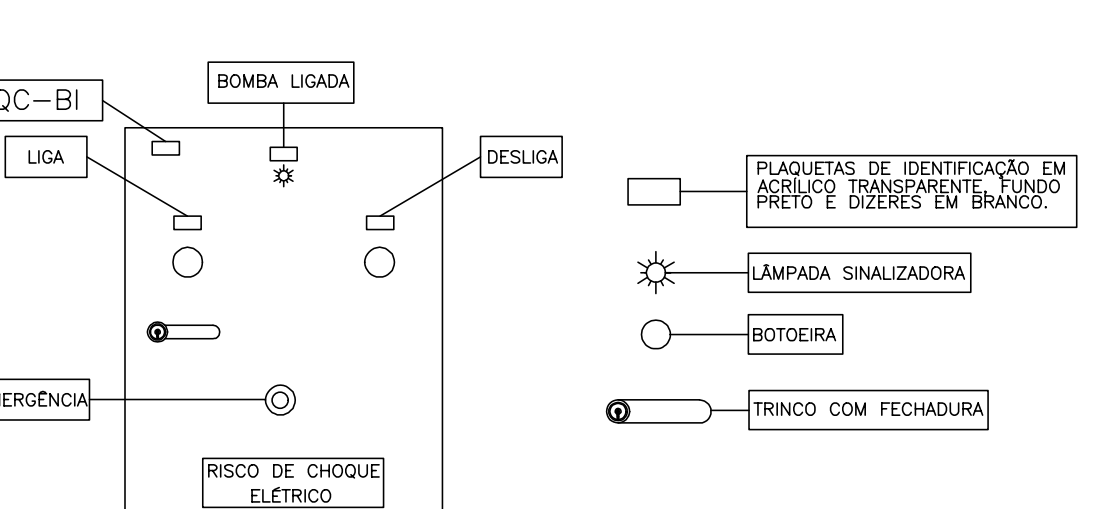 BOMBA LIGADA
QC-BI
LIGA
DESLIGA
RISCO DE CHOQUE
ELÉTRICO
PLAQUETAS DE IDENTIFICAÇÃO EM
ACRÍLICO TRANSPARENTE, FUNDO
PRETO E DIZERES EM BRANCO.
LÂMPADA SINALIZADORA
BOTOEIRA
TRINCO COM FECHADURA